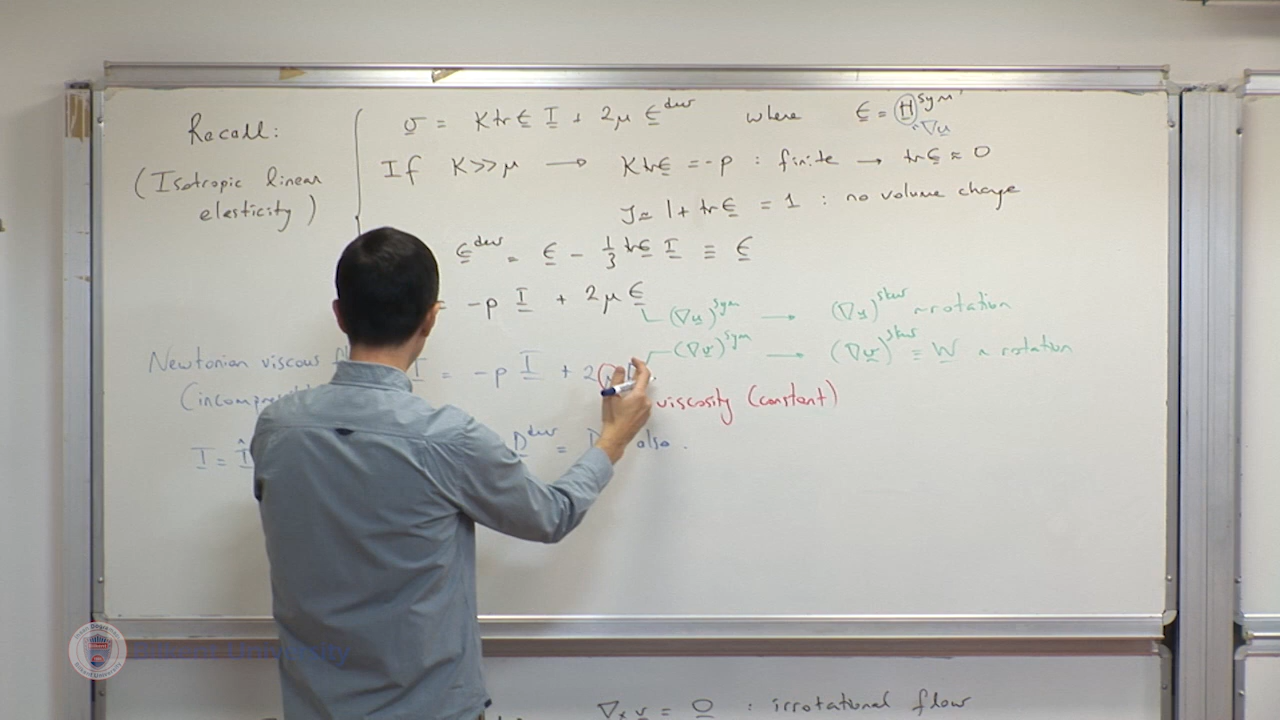 Recall:
(Isotropic linear
elasticity)
σ = K tr ϵ I + 2μ ϵ^dev where ϵ = H^sym
∇u
If K >> μ → K tr ϵ = -p : finite → tr ϵ ≈ 0
J ≈ 1 + tr ϵ = 1 : no volume change
ϵ^dev = ϵ - 1/3 tr ϵ I ≡ ϵ
-p I + 2μ ϵ
(∇u)^sym → (∇u)^skw ~ rotation
(∇v)^sym → (∇v)^skw ≡ W ~ rotation
Newtonian viscous
= -p I + 2
viscosity (constant)
T = T̂
D^dev = D also.
∇ × v = 0 : irrotational flow
University